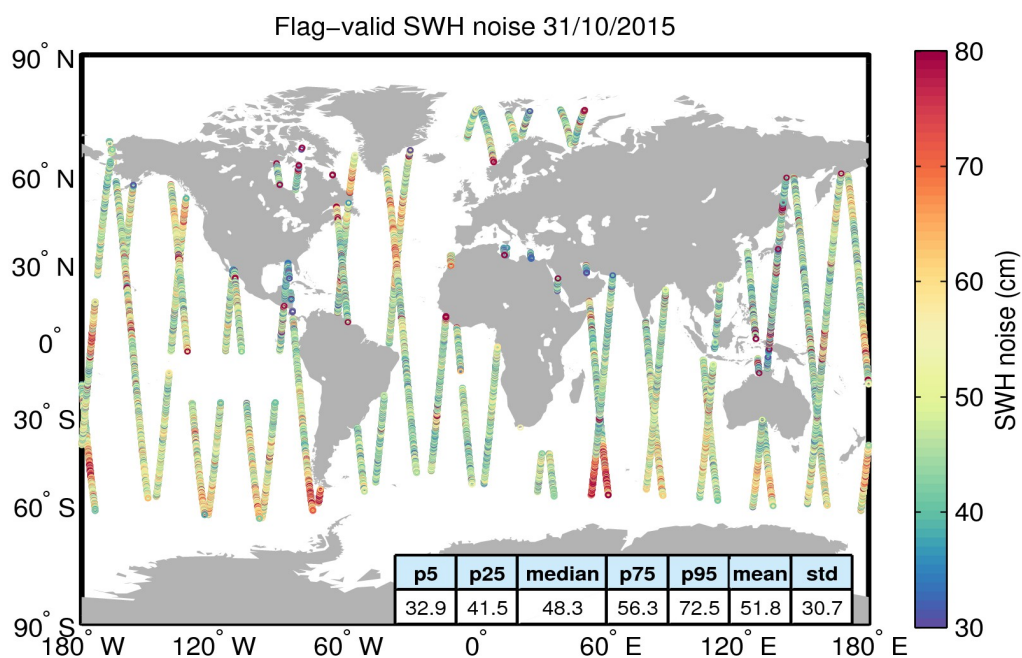 Flag−valid SWH noise 31/10/2015
90° N
60° N
30° N
0°
30° S
60° S
90° S
180° W
120° W
60° W
0°
60° E
120° E
180° E
80
70
60
50
40
30
SWH noise (cm)
p5 p25 median p75 p95 mean std
32.9 41.5 48.3 56.3 72.5 51.8 30.7